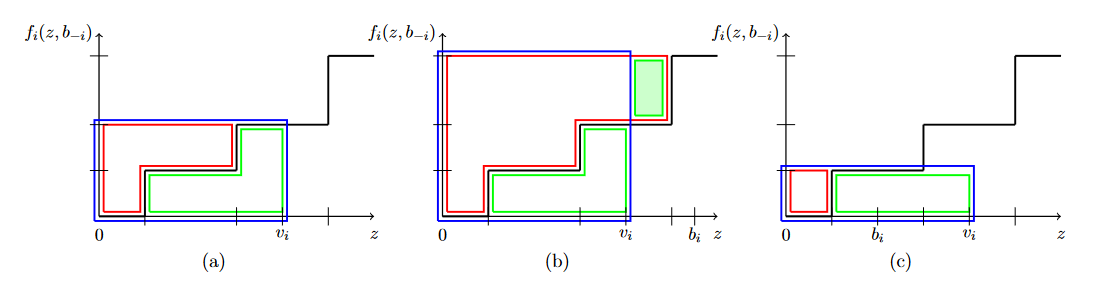 f_i(z, b_{-i}) f_i(z, b_{-i}) f_i(z, b_{-i})
0 v_i z 0 v_i b_i z 0 b_i v_i z
(a) (b) (c)